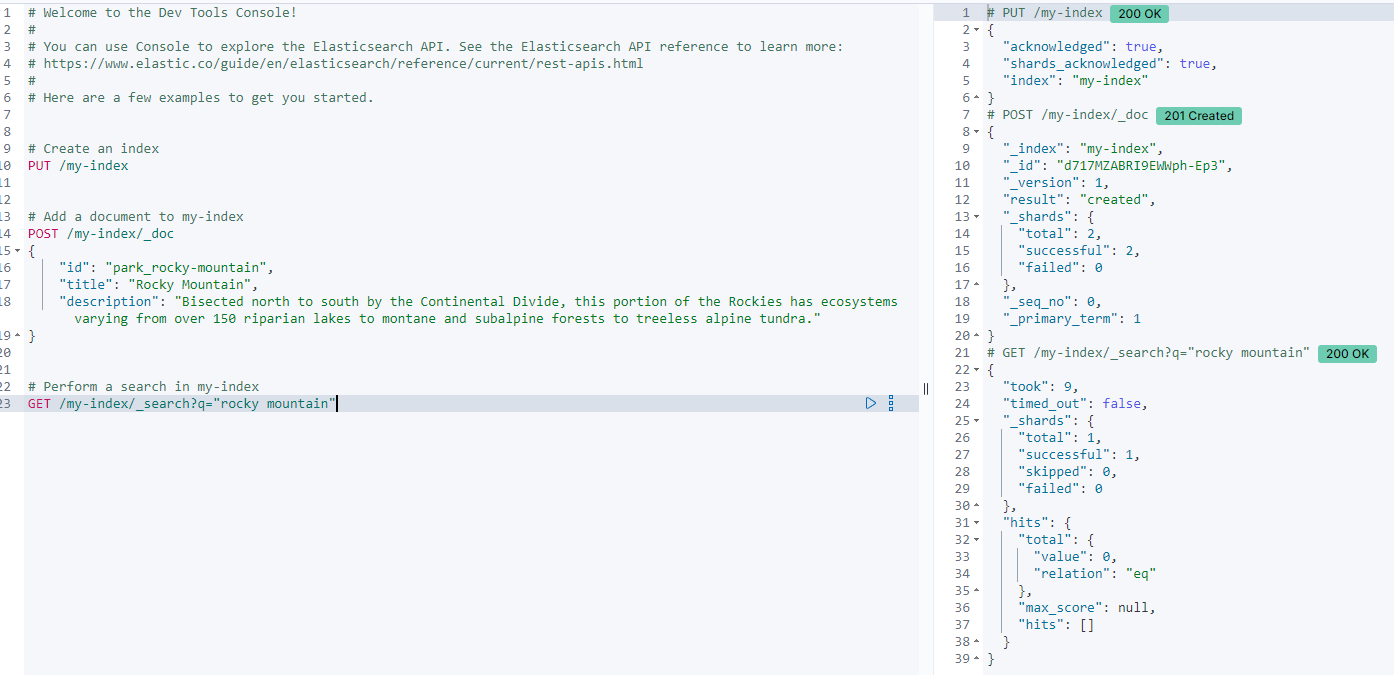 1 # Welcome to the Dev Tools Console!
2 #
3 # You can use Console to explore the Elasticsearch API. See the Elasticsearch API reference to learn more:
4 # https://www.elastic.co/guide/en/elasticsearch/reference/current/rest-apis.html
5 #
6 # Here are a few examples to get you started.
7
8
9 # Create an index
10 PUT /my-index
11
12
13 # Add a document to my-index
14 POST /my-index/_doc
15 {
16 "id": "park_rocky-mountain",
17 "title": "Rocky Mountain",
18 "description": "Bisected north to south by the Continental Divide, this portion of the Rockies has ecosystems
varying from over 150 riparian lakes to montane and subalpine forests to treeless alpine tundra."
19 }
20
21
22 # Perform a search in my-index
23 GET /my-index/_search?q="rocky mountain"
1 # PUT /my-index 200 OK
2 {
3 "acknowledged": true,
4 "shards_acknowledged": true,
5 "index": "my-index"
6 }
7 # POST /my-index/_doc 201 Created
8 {
9 "_index": "my-index",
10 "_id": "d717MZABRI9EWWph-Ep3",
11 "_version": 1,
12 "result": "created",
13 "_shards": {
14 "total": 2,
15 "successful": 2,
16 "failed": 0
17 },
18 "_seq_no": 0,
19 "_primary_term": 1
20 }
21 # GET /my-index/_search?q="rocky mountain" 200 OK
22 {
23 "took": 9,
24 "timed_out": false,
25 "_shards": {
26 "total": 1,
27 "successful": 1,
28 "skipped": 0,
29 "failed": 0
30 },
31 "hits": {
32 "total": {
33 "value": 0,
34 "relation": "eq"
35 },
36 "max_score": null,
37 "hits": []
38 }
39 }